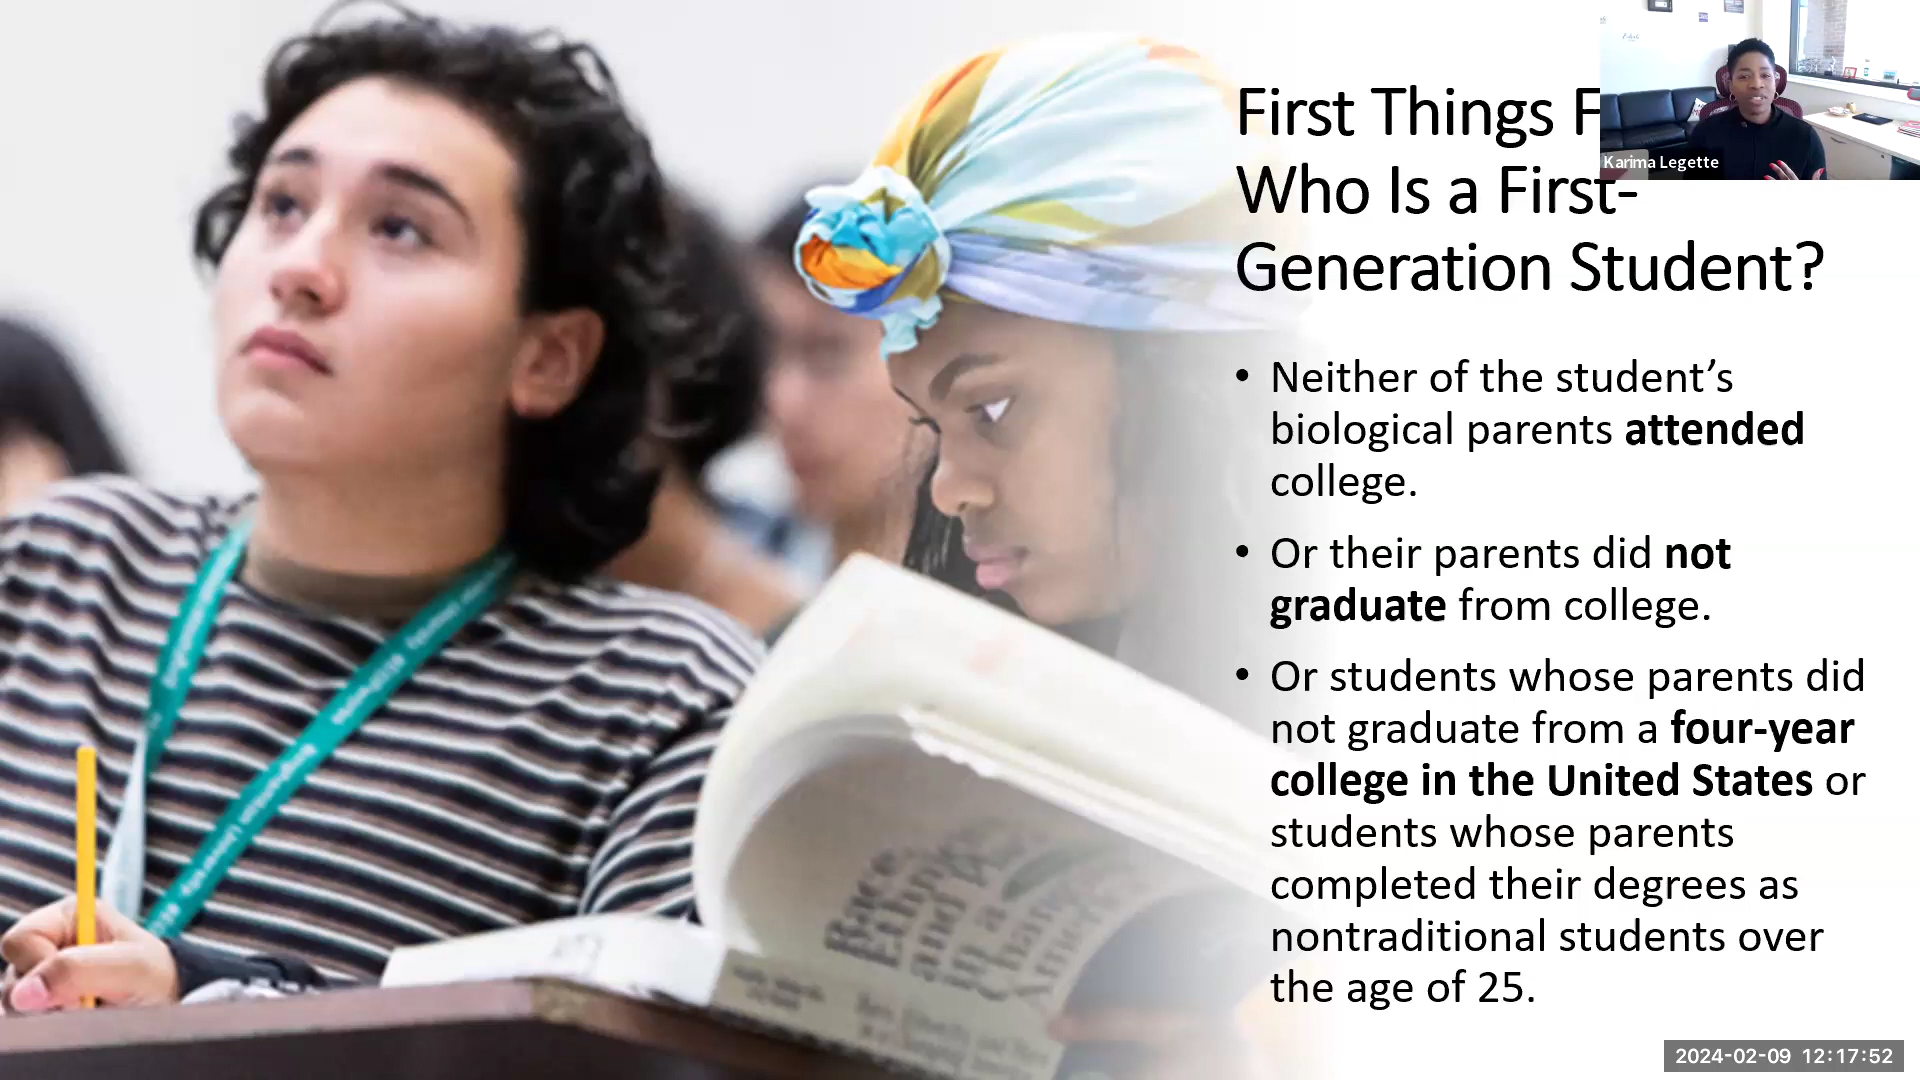 First Things F
Who Is a First-
Generation Student?
Karima Legette
• Neither of the student’s
biological parents attended
college.
• Or their parents did not
graduate from college.
• Or students whose parents did
not graduate from a four-year
college in the United States or
students whose parents
completed their degrees as
nontraditional students over
the age of 25.
Race,
and
in a
2024-02-09 12:17:52